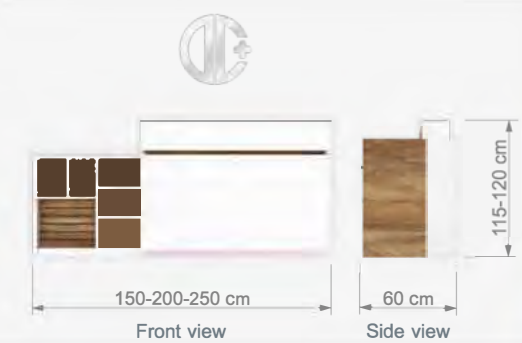 115-120 cm
150-200-250 cm
60 cm
Front view
Side view